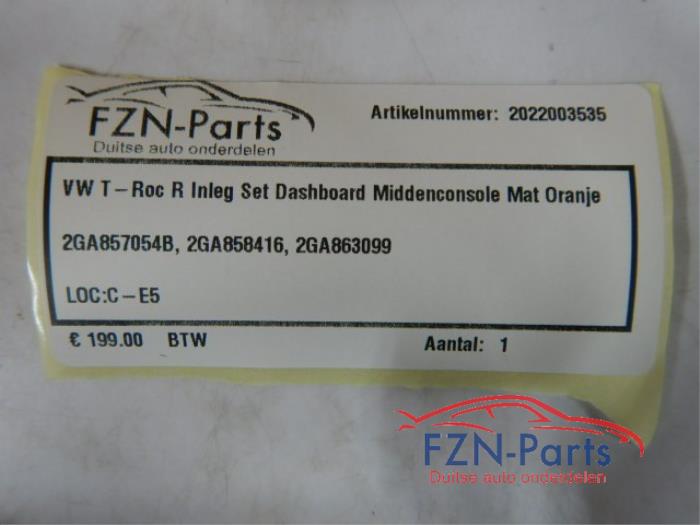 FZN-Parts
Duitse auto onderdelen
Artikelnummer: 2022003535
VW T-Roc R Inleg Set Dashboard Middenconsole Mat Oranje
2GA857054B, 2GA858416, 2GA863099
LOC:C-E5
€ 199.00 BTW
Aantal: 1
FZN-Parts
Duitse auto onderdelen